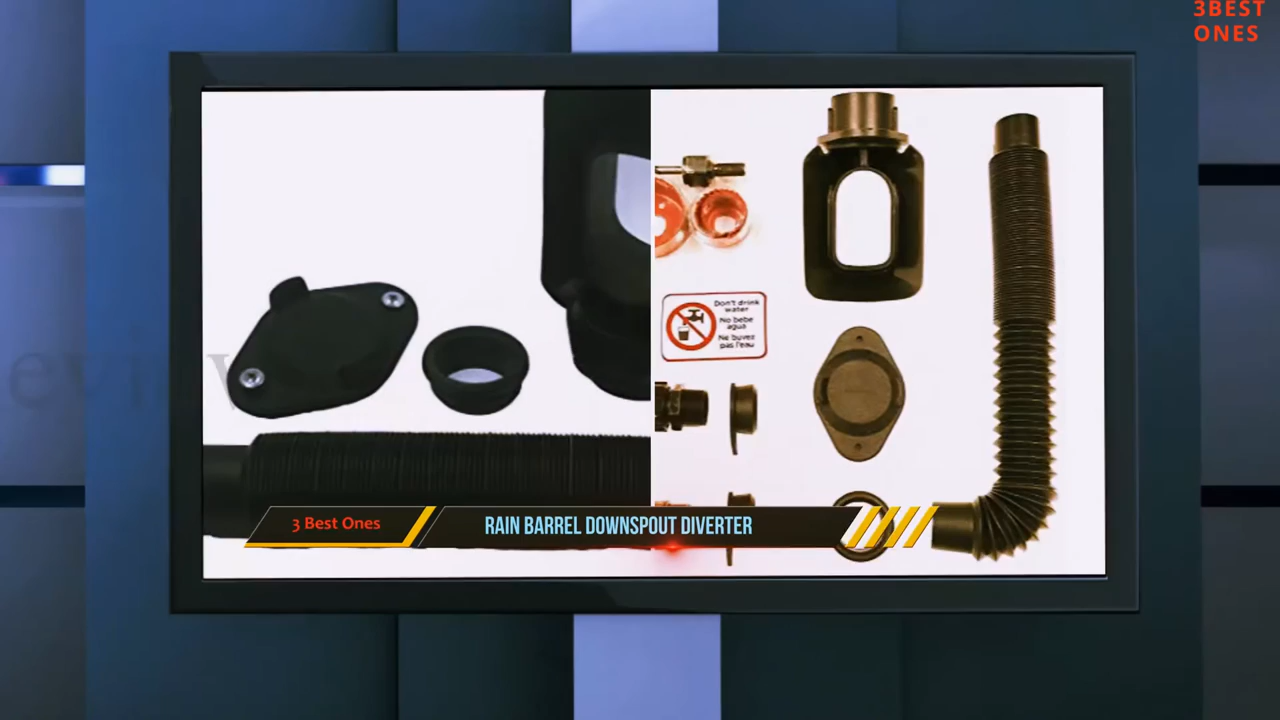 3BEST
ONES
Don't drink
water
No bebe
agua
Ne buvez
pas l'eau
3 Best Ones
RAIN BARREL DOWNSPOUT DIVERTER